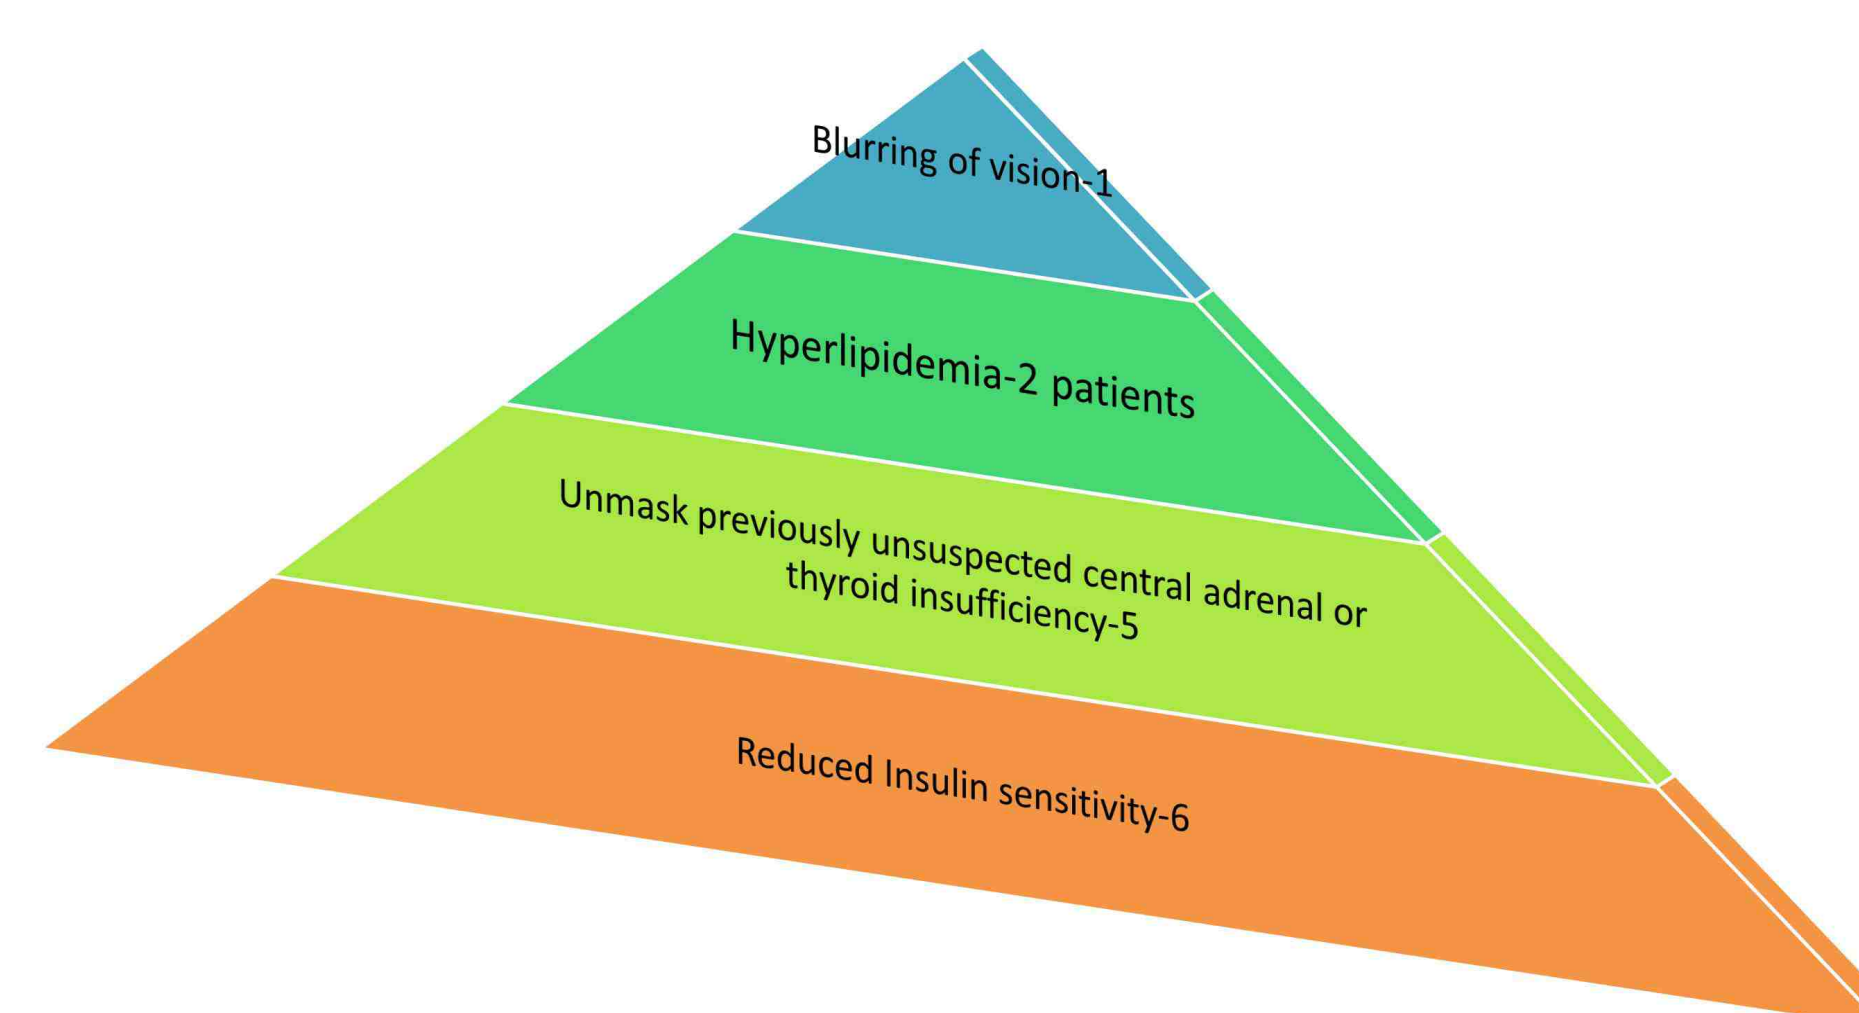 Blurring of vision-1
Hyperlipidemia-2 patients
Unmask previously unsuspected central adrenal or
thyroid insufficiency-5
Reduced Insulin sensitivity-6